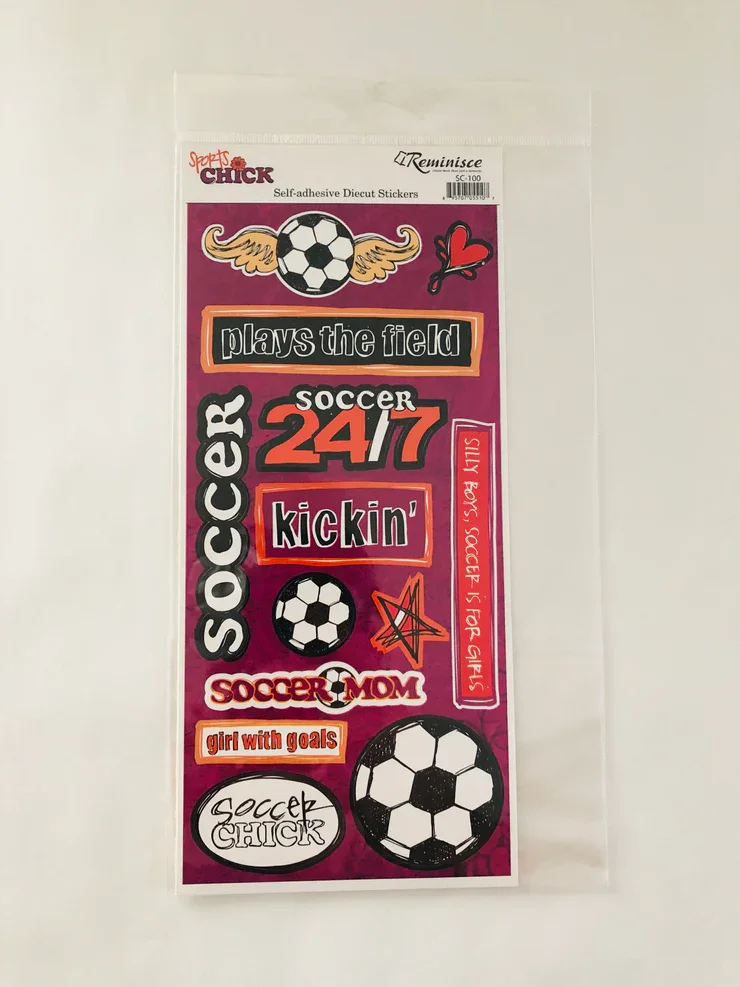 Sports
CHICK
Reminisce
SC-100
Self-adhesive Diecut Stickers
plays the field
SOCCER
24/7
SOCCER
kickin'
SILLY BOYS, SOCCER IS FOR GIRLS
SOCCER MOM
girl with goals
SOCCER
CHICK